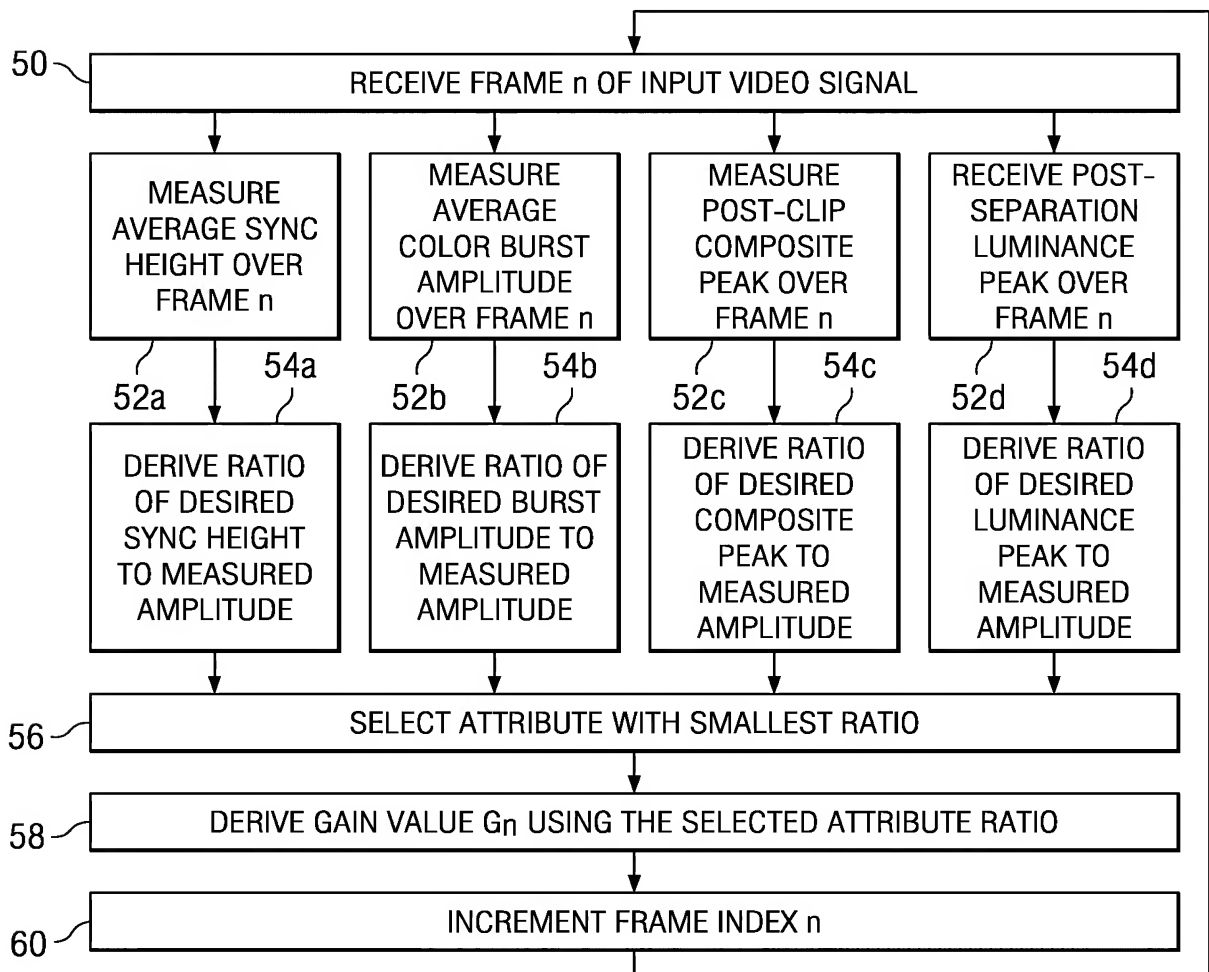 50
RECEIVE FRAME n OF INPUT VIDEO SIGNAL
MEASURE
AVERAGE SYNC
HEIGHT OVER
FRAME n
MEASURE
AVERAGE
COLOR BURST
AMPLITUDE
OVER FRAME n
MEASURE
POST-CLIP
COMPOSITE
PEAK OVER
FRAME n
RECEIVE POST-
SEPARATION
LUMINANCE
PEAK OVER
FRAME n
52a
54a
52b
54b
52c
54c
52d
54d
DERIVE RATIO
OF DESIRED
SYNC HEIGHT
TO MEASURED
AMPLITUDE
DERIVE RATIO OF
DESIRED BURST
AMPLITUDE TO
MEASURED
AMPLITUDE
DERIVE RATIO
OF DESIRED
COMPOSITE
PEAK TO
MEASURED
AMPLITUDE
DERIVE RATIO
OF DESIRED
LUMINANCE
PEAK TO
MEASURED
AMPLITUDE
56
SELECT ATTRIBUTE WITH SMALLEST RATIO
58
DERIVE GAIN VALUE Gn USING THE SELECTED ATTRIBUTE RATIO
60
INCREMENT FRAME INDEX n